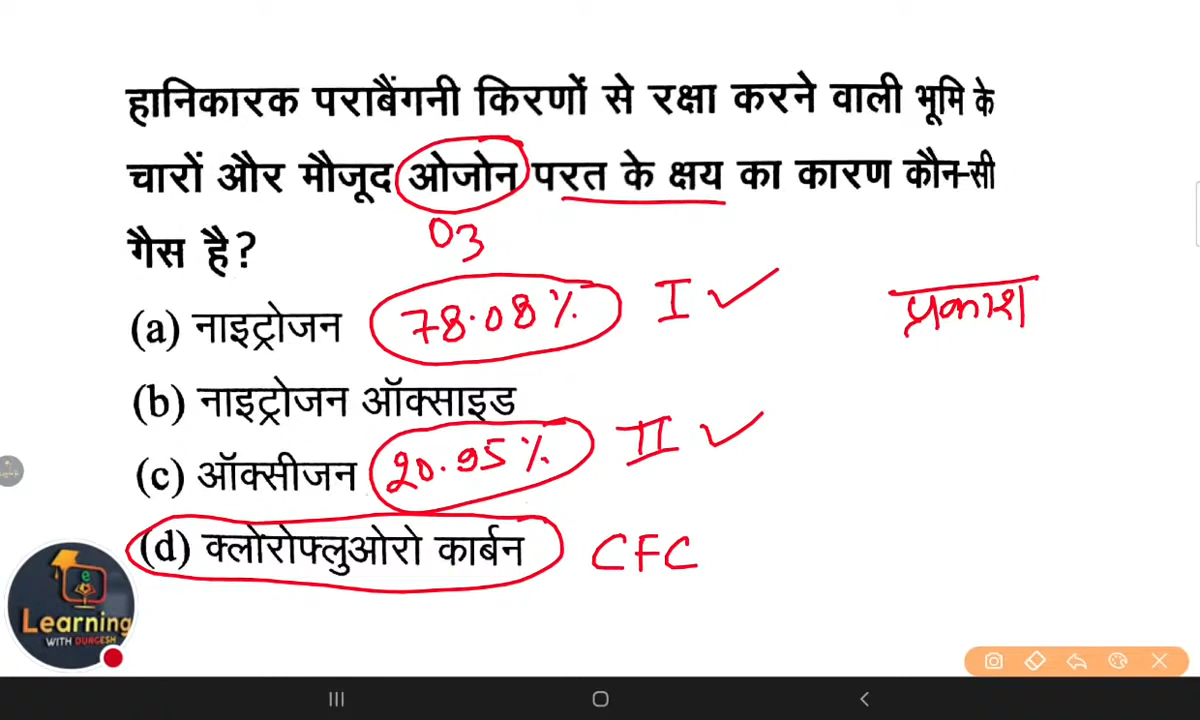 हानिकारक पराबैंगनी किरणों से रक्षा करने वाली भूमि के
चारों और मौजूद ओजोन परत के क्षय का कारण कौन-सी
O3
गैस है?
(a) नाइट्रोजन 78.08% I
प्रकाश
(b) नाइट्रोजन ऑक्साइड
(c) ऑक्सीजन 20.95% II
(d) क्लोरोफ्लुओरो कार्बन CFC
e
Learning
WITH DURGESH